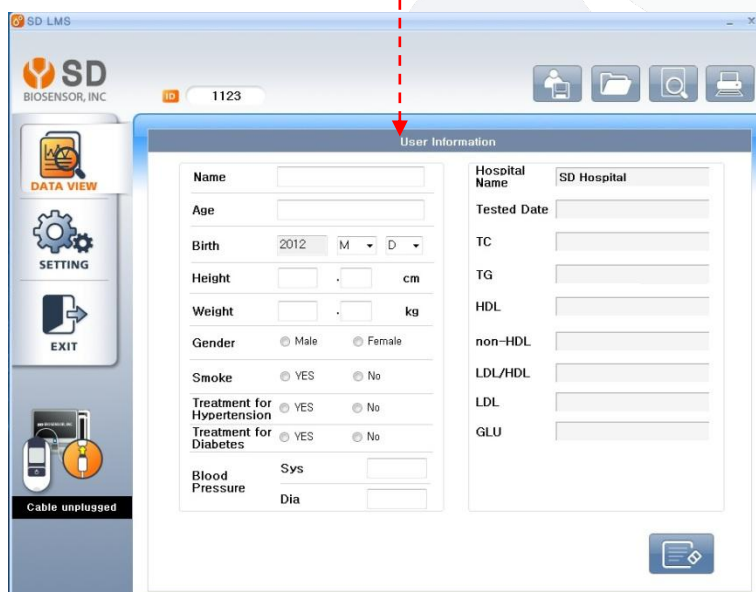 SD LMS
SD
BIOSENSOR, INC
ID 1123
User Information
DATA VIEW
SETTING
EXIT
Cable unplugged
Name
Age
Birth 2012 M D
Height . cm
Weight . kg
Gender Male Female
Smoke YES No
Treatment for
Hypertension YES No
Treatment for
Diabetes YES No
Blood
Pressure
Sys
Dia
Hospital
Name SD Hospital
Tested Date
TC
TG
HDL
non-HDL
LDL/HDL
LDL
GLU